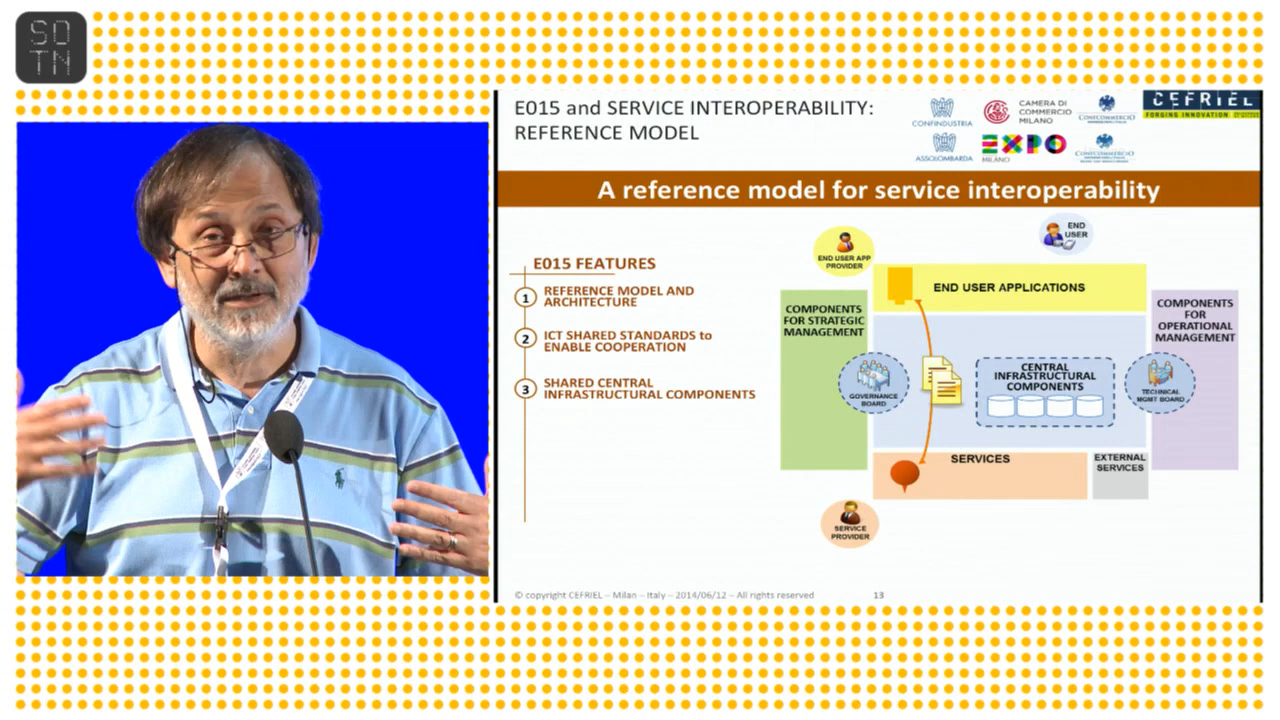 SD
TN
E015 and SERVICE INTEROPERABILITY:
REFERENCE MODEL
CONFINDUSTRIA
CAMERA DI
COMMERCIO
MILANO
CONFCOMMERCIO
CEFRIEL
FORGING INNOVATION
ASSOLOMBARDA
EXPO
MILANO
CONFCOMMERCIO
A reference model for service interoperability
E015 FEATURES
1 REFERENCE MODEL AND
ARCHITECTURE
2 ICT SHARED STANDARDS to
ENABLE COOPERATION
3 SHARED CENTRAL
INFRASTRUCTURAL COMPONENTS
END USER APP
PROVIDER
END
USER
END USER APPLICATIONS
COMPONENTS
FOR STRATEGIC
MANAGEMENT
COMPONENTS
FOR
OPERATIONAL
MANAGEMENT
GOVERNANCE
BOARD
CENTRAL
INFRASTRUCTURAL
COMPONENTS
TECHNICAL
MGMT BOARD
SERVICES
EXTERNAL
SERVICES
SERVICE
PROVIDER
© copyright CEFRIEL – Milan – Italy – 2014/06/12 – All rights reserved
13